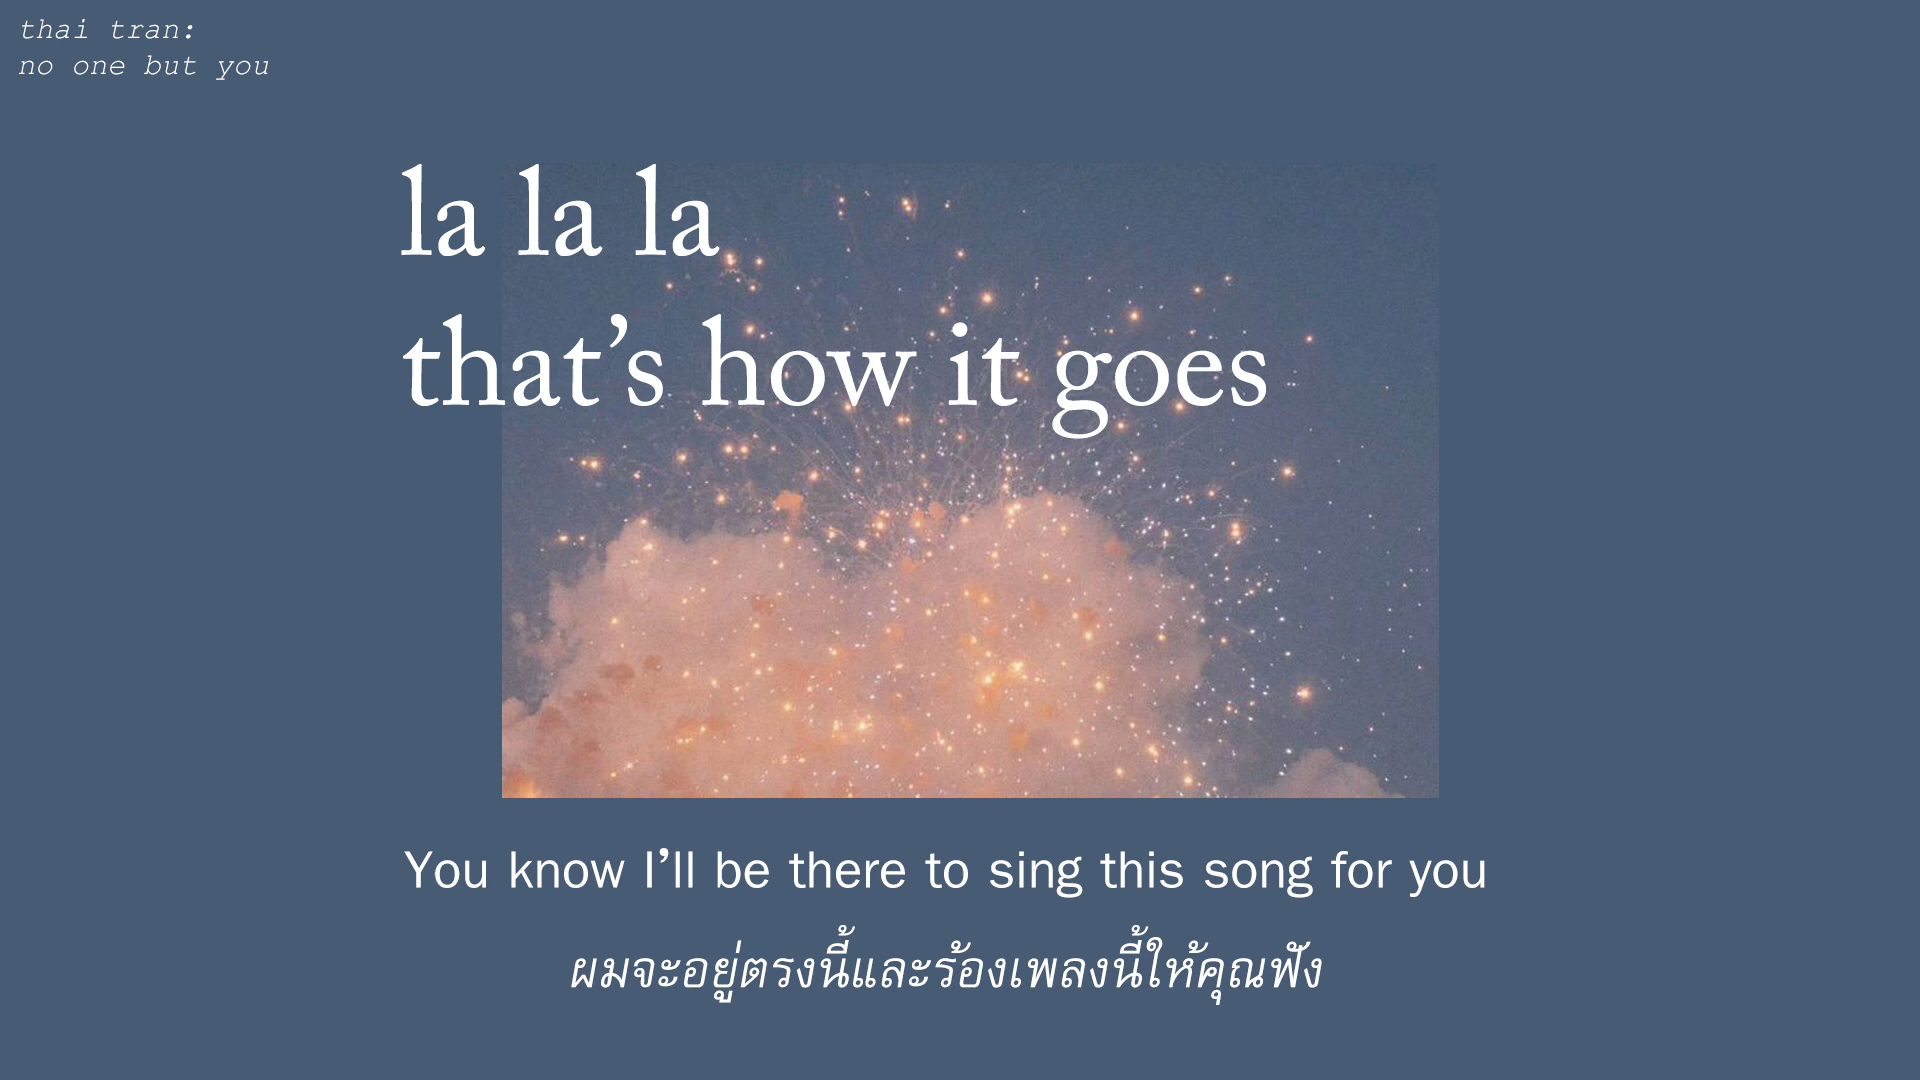 thai tran:
no one but you
la la la
that’s how it goes
You know I’ll be there to sing this song for you
ผมจะอยู่ตรงนี้และร้องเพลงนี้ให้คุณฟัง